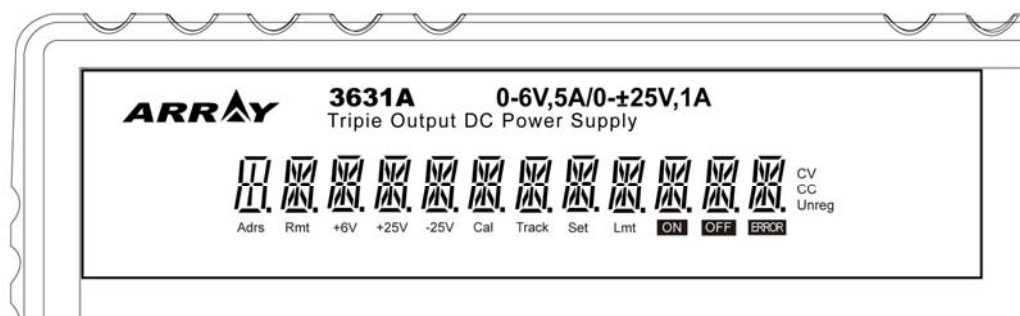 ARRAY 3631A 0-6V,5A/0-±25V,1A
Tripie Output DC Power Supply
CV
CC
Unreg
Adrs Rmt +6V +25V -25V Cal Track Set Lmt ON OFF ERROR